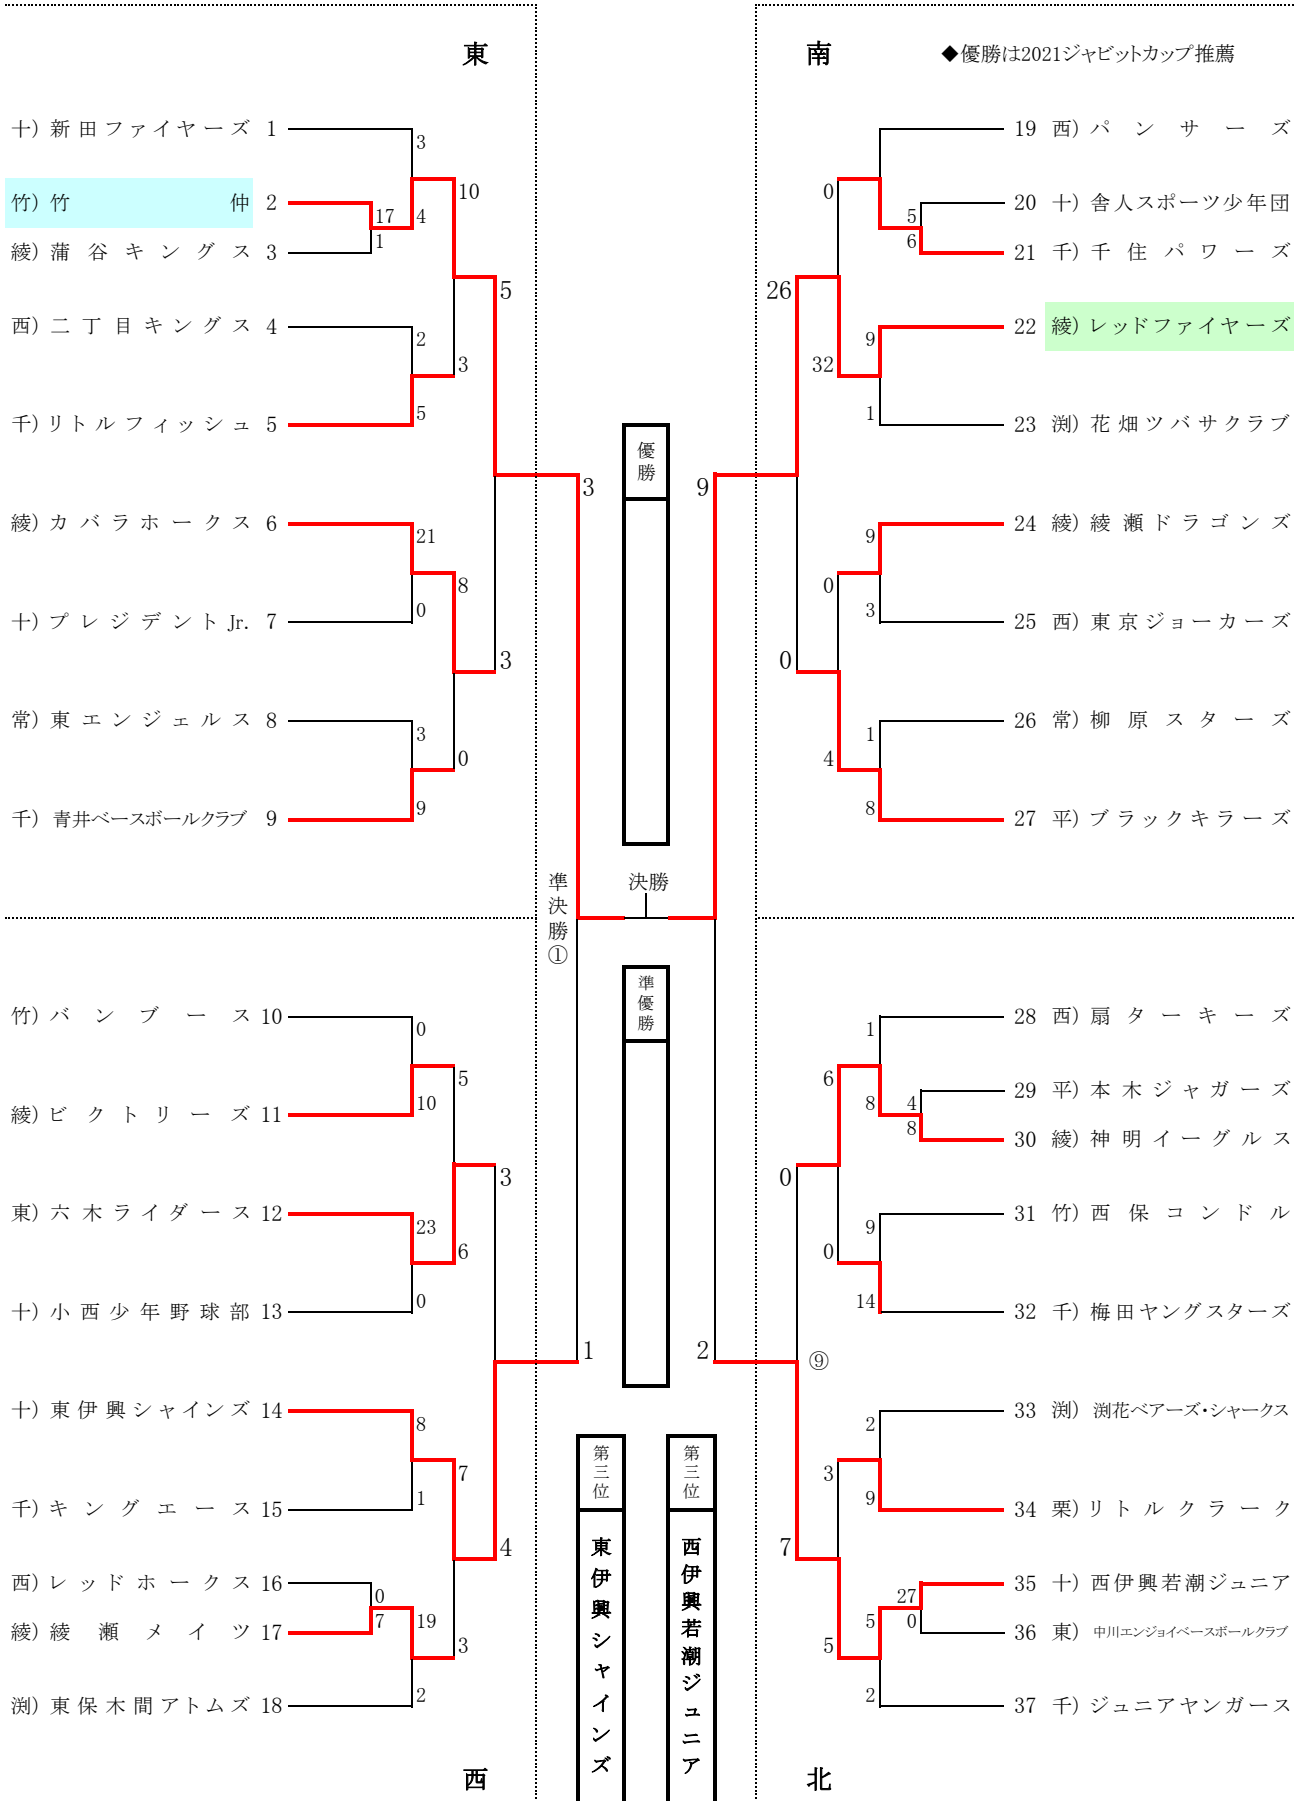 東
南
◆優勝は2021ジャビットカップ推薦
十) 新田ファイヤーズ 1
3
10
竹) 竹仲 2
17
4
1
綾) 蒲谷キングス 3
5
西) 二丁目キングス 4
2
3
5
千) リトルフィッシュ 5
3
綾) カバラホークス 6
21
8
0
十) プレジデントJr. 7
3
常) 東エンジェルス 8
3
0
9
千) 青井ベースボールクラブ 9
19 西) パンサーズ
0
20 十) 舎人スポーツ少年団
5
6
21 千) 千住パワーズ
26
22 綾) レッドファイヤーズ
9
32
1
23 渕) 花畑ツバサクラブ
9
24 綾) 綾瀬ドラゴンズ
9
0
3
25 西) 東京ジョーカーズ
0
26 常) 柳原スターズ
1
4
8
27 平) ブラックキラーズ
優勝
準決勝①
決勝
準優勝
竹) バンブース 10
0
5
10
綾) ビクトリーズ 11
3
東) 六木ライダース 12
23
6
0
十) 小西少年野球部 13
1
十) 東伊興シャインズ 14
8
7
1
千) キングエース 15
4
西) レッドホークス 16
0
7
19
綾) 綾瀬メイツ 17
3
2
渕) 東保木間アトムズ 18
28 西) 扇ターキーズ
1
6
8
29 平) 本木ジャガーズ
4
8
30 綾) 神明イーグルス
0
31 竹) 西保コンドル
9
0
14
32 千) 梅田ヤングスターズ
2
⑨
33 渕) 渕花ベアーズ・シャークス
2
3
9
34 栗) リトルクラーク
7
35 十) 西伊興若潮ジュニア
27
0
5
36 東) 中川エンジョイベースボールクラブ
5
2
37 千) ジュニアヤンガース
第三位
東伊興シャインズ
第三位
西伊興若潮ジュニア
西
北